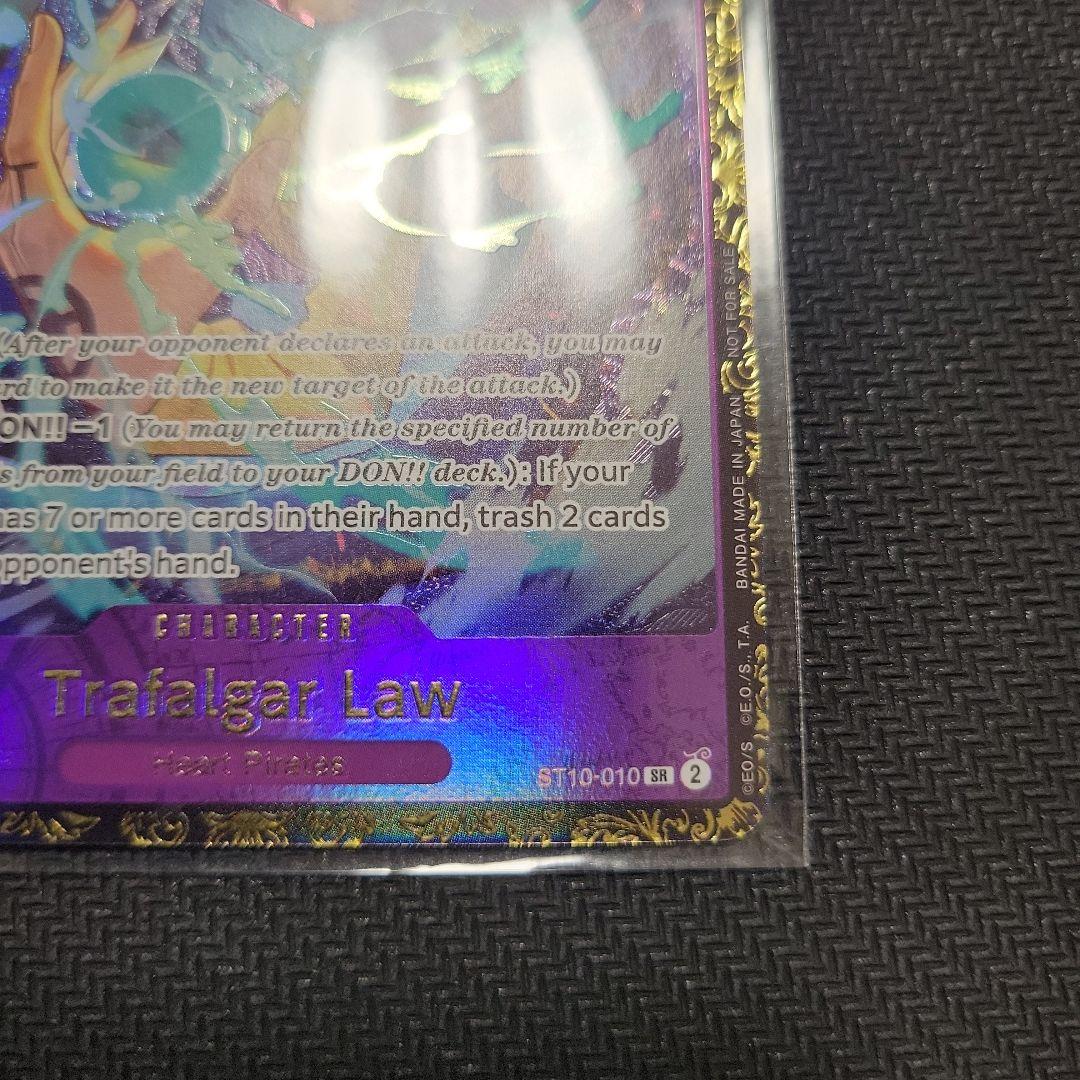 (After your opponent declares an attack, you may
rd to make it the new target of the attack.)
ON!! −1 (You may return the specified number of
s from your field to your DON!! deck.): If your
has 7 or more cards in their hand, trash 2 cards
opponent's hand.
CHARACTER
Trafalgar Law
Heart Pirates
ST10-010 SR 2
©EO/S ©E.O./S., T.A. BANDAI MADE IN JAPAN NOT FOR SALE